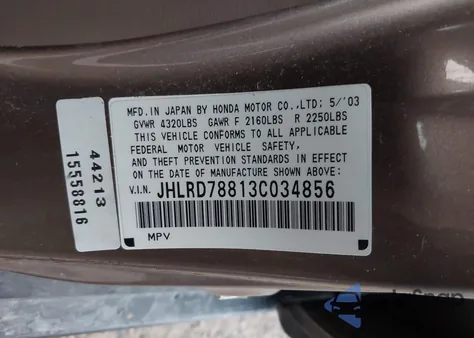 MFD.IN JAPAN BY HONDA MOTOR CO.,LTD; 5/'03
GVWR 4320LBS GAWR F 2160LBS R 2250LBS
THIS VEHICLE CONFORMS TO ALL APPLICABLE
FEDERAL MOTOR VEHICLE SAFETY,
AND THEFT PREVENTION STANDARDS IN EFFECT
ON THE DATE OF MANUFACTURE SHOWN ABOVE:
V.I.N. JHLRD78813C034856
MPV
44213
15558816